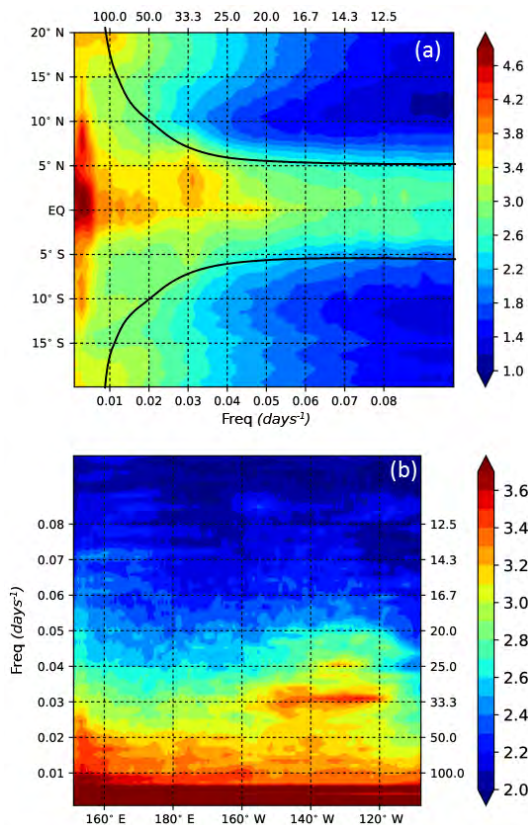 100.0 50.0 33.3 25.0 20.0 16.7 14.3 12.5
20° N
15° N
10° N
5° N
EQ
5° S
10° S
15° S
(a)
4.6
4.2
3.8
3.4
3.0
2.6
2.2
1.8
1.4
1.0
0.01 0.02 0.03 0.04 0.05 0.06 0.07 0.08
Freq (days-1)
(b)
Freq (days-1)
0.08
0.07
0.06
0.05
0.04
0.03
0.02
0.01
12.5
14.3
16.7
20.0
25.0
33.3
50.0
100.0
3.6
3.4
3.2
3.0
2.8
2.6
2.4
2.2
2.0
160° E 180° E 160° W 140° W 120° W